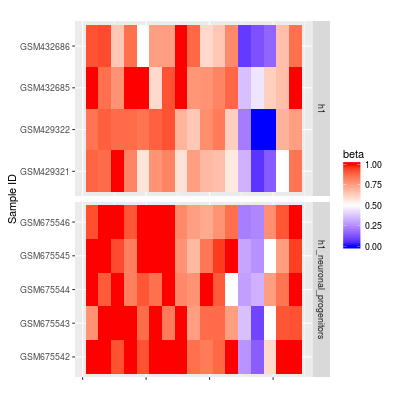 GSM432686
GSM432685
GSM429322
GSM429321
h1
GSM675546
GSM675545
GSM675544
GSM675543
GSM675542
h1_neuronal_progenitors
Sample ID
beta
1.00
0.75
0.50
0.25
0.00